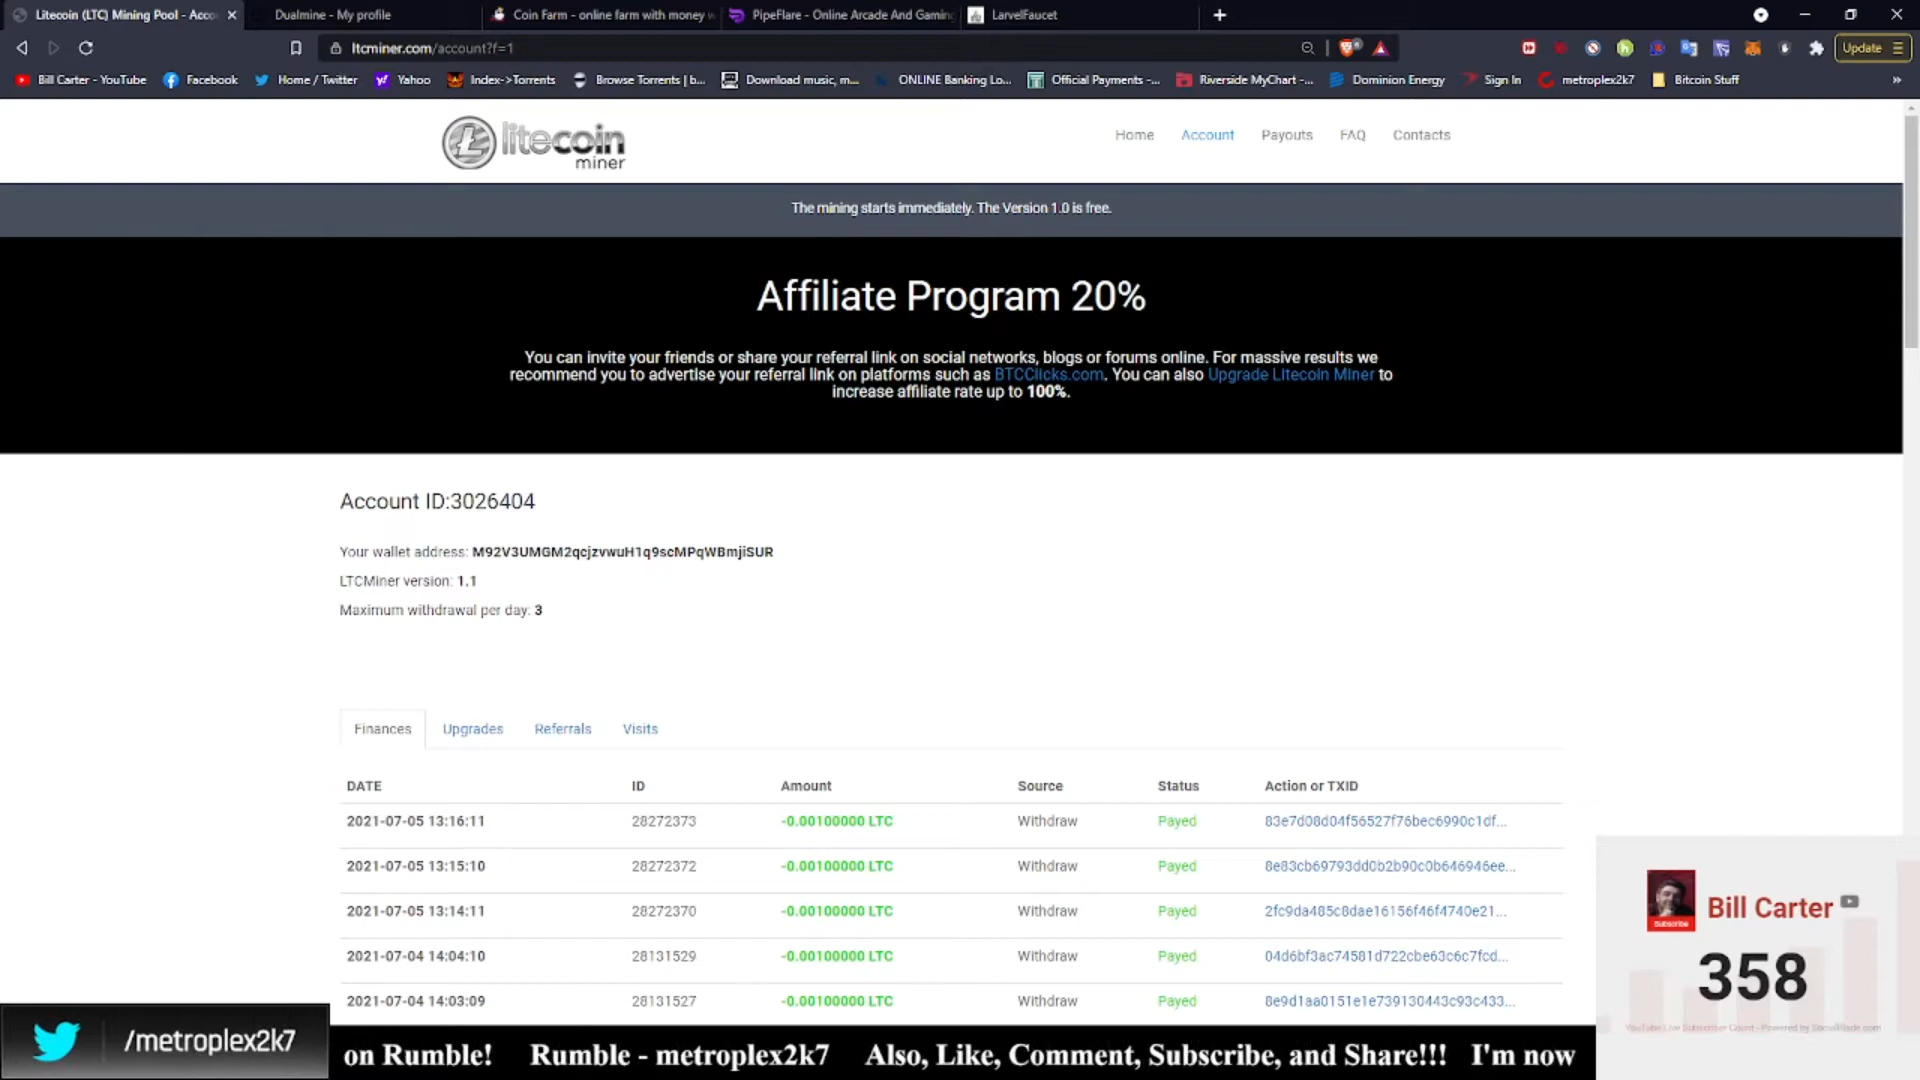 Litecoin (LTC) Mining Pool - Acco
Dualmine - My profile
Coin Farm - online farm with money w
PipeFlare - Online Arcade And Gaming
LarvelFaucet
ltcminer.com/account?f=1
Update
Bill Carter - YouTube
Facebook
Home / Twitter
Yahoo
Index->Torrents
Browse Torrents | b...
Download music, m...
ONLINE Banking Lo...
Official Payments -...
Riverside MyChart -...
Dominion Energy
Sign In
metroplex2k7
Bitcoin Stuff
litecoin
miner
Home
Account
Payouts
FAQ
Contacts
The mining starts immediately. The Version 1.0 is free.
Affiliate Program 20%
You can invite your friends or share your referral link on social networks, blogs or forums online. For massive results we
recommend you to advertise your referral link on platforms such as BTCClicks.com. You can also Upgrade Litecoin Miner to
increase affiliate rate up to 100%.
Account ID:3026404
Your wallet address: M92V3UMGM2qcjzvwuH1q9scMPqWBmjiSUR
LTCMiner version: 1.1
Maximum withdrawal per day: 3
Finances
Upgrades
Referrals
Visits
DATE ID Amount Source Status Action or TXID
2021-07-05 13:16:11 28272373 -0.00100000 LTC Withdraw Payed 83e7d08d04f56527f76bec6990c1df...
2021-07-05 13:15:10 28272372 -0.00100000 LTC Withdraw Payed 8e83cb69793dd0b2b90c0b646946ee...
2021-07-05 13:14:11 28272370 -0.00100000 LTC Withdraw Payed 2fc9da485c8dae16156f46f4740e21...
2021-07-04 14:04:10 28131529 -0.00100000 LTC Withdraw Payed 04d6bf3ac74581d722cbe63c6c7fcd...
2021-07-04 14:03:09 28131527 -0.00100000 LTC Withdraw Payed 8e9d1aa0151e1e739130443c93c433...
Subscribe
Bill Carter
358
YouTube Live Subscriber Count - Powered by SocialBlade.com
/metroplex2k7
on Rumble! Rumble - metroplex2k7 Also, Like, Comment, Subscribe, and Share!!! I'm now